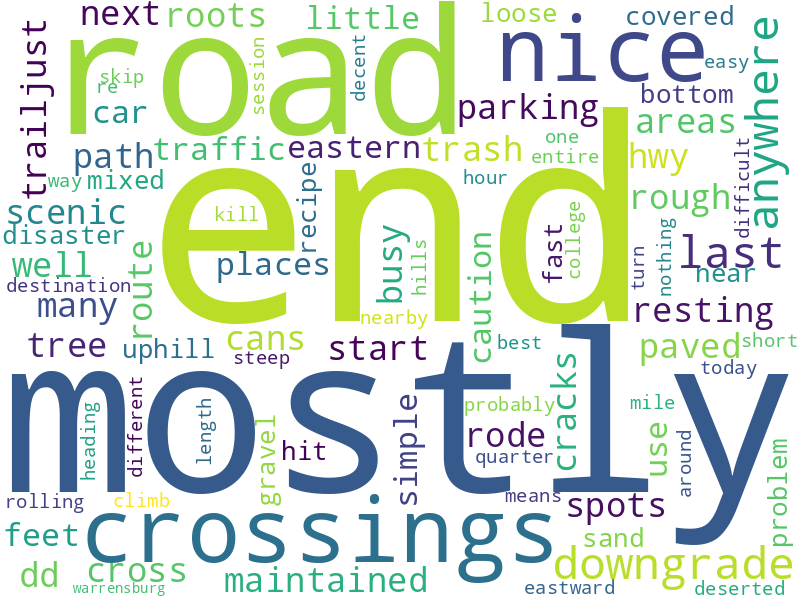 next roots little loose covered
road nice
skip re session decent easy
car trailjust bottom anywhere
parking areas
path traffic eastern trash one entire hwy
way mixed recipe hour difficult
scenic kill end rough
disaster places busy hills fast college nothing last near
well route caution turn
destination
many nearby resting
tree uphill cans start best paved short
steep today
mostly
heading different length gravel simple probably cracks use mile around problem
hit rode quarter
rolling climb means spots
feet crossings sand
dd cross maintained downgrade
warrensburg eastward deserted